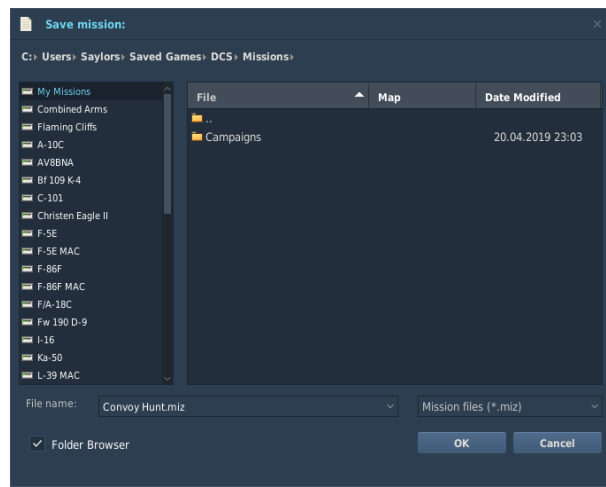 Save mission:
C: Users Saylors Saved Games DCS Missions
My Missions
Combined Arms
Flaming Cliffs
A-10C
AV8BNA
Bf 109 K-4
C-101
Christen Eagle II
F-5E
F-5E MAC
F-86F
F-86F MAC
F/A-18C
Fw 190 D-9
I-16
Ka-50
L-39 MAC
File Map Date Modified
..
Campaigns 20.04.2019 23:03
File name: Convoy Hunt.miz Mission files (*.miz)
Folder Browser OK Cancel